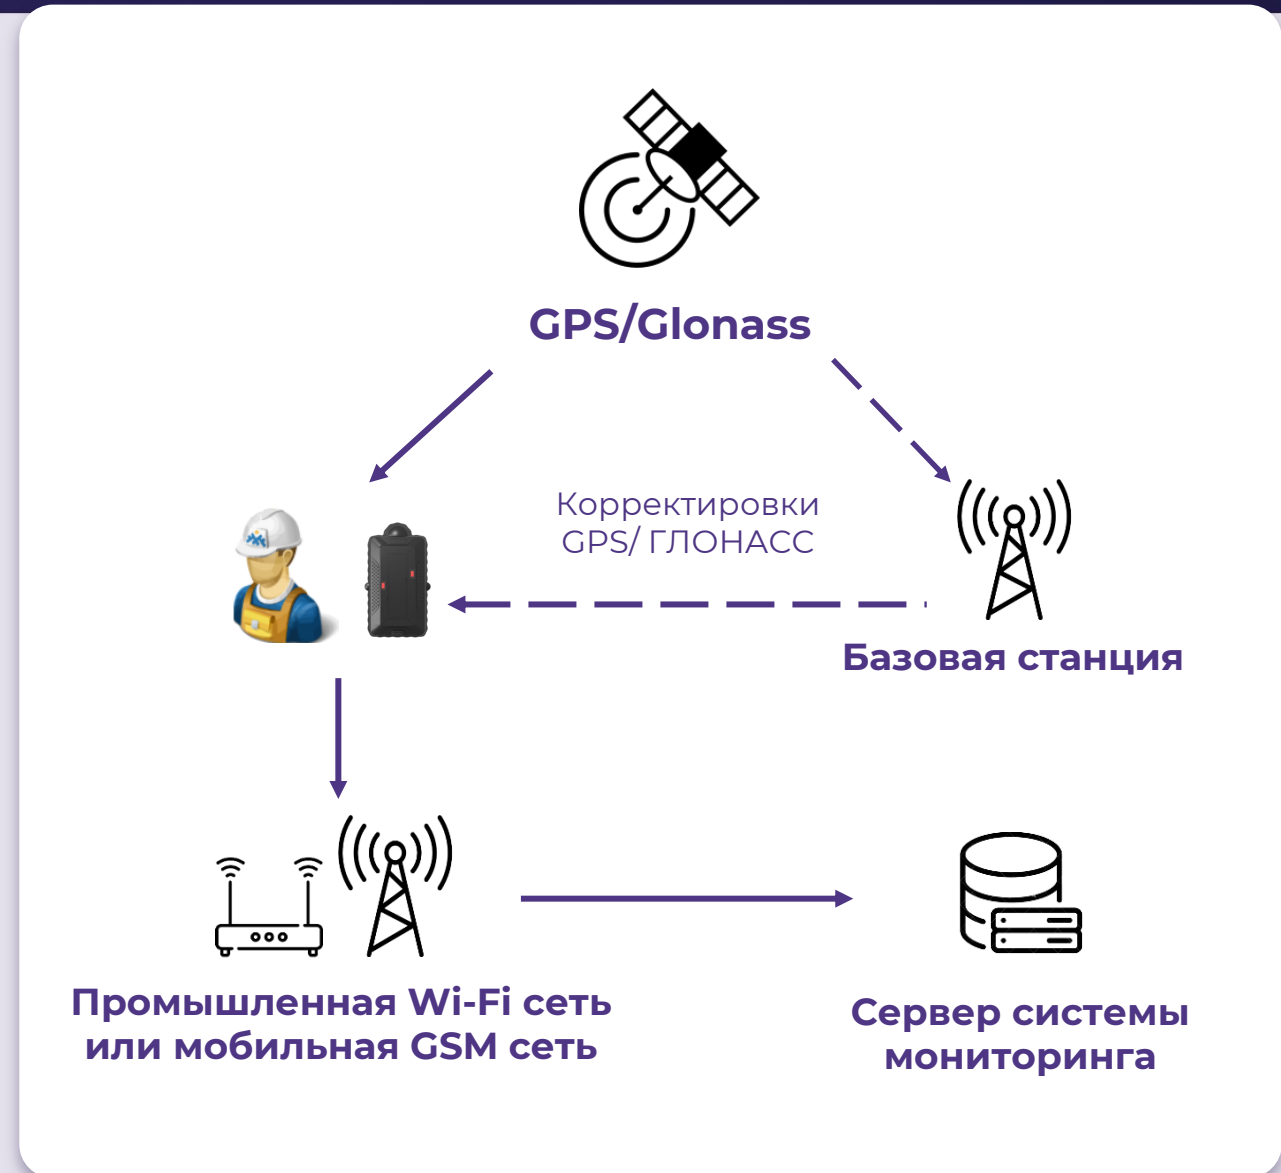 GPS/Glonass
Корректировки
GPS/ ГЛОНАСС
Базовая станция
Промышленная Wi-Fi сеть
или мобильная GSM сеть
Сервер системы
мониторинга